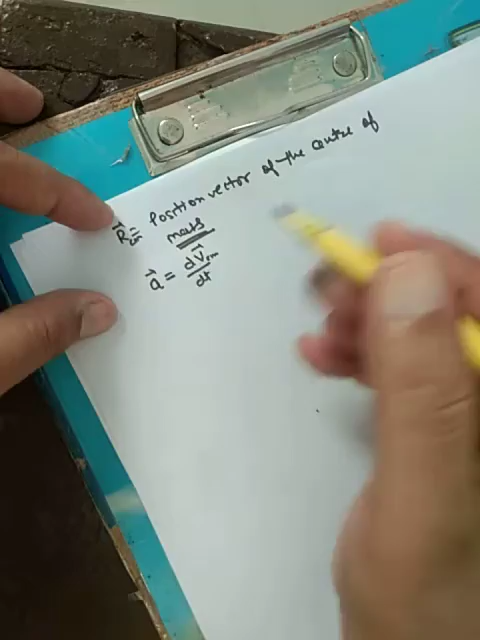 R⃗cm = Position vector of the centre of
mass
a⃗ = dV⃗cm/dt